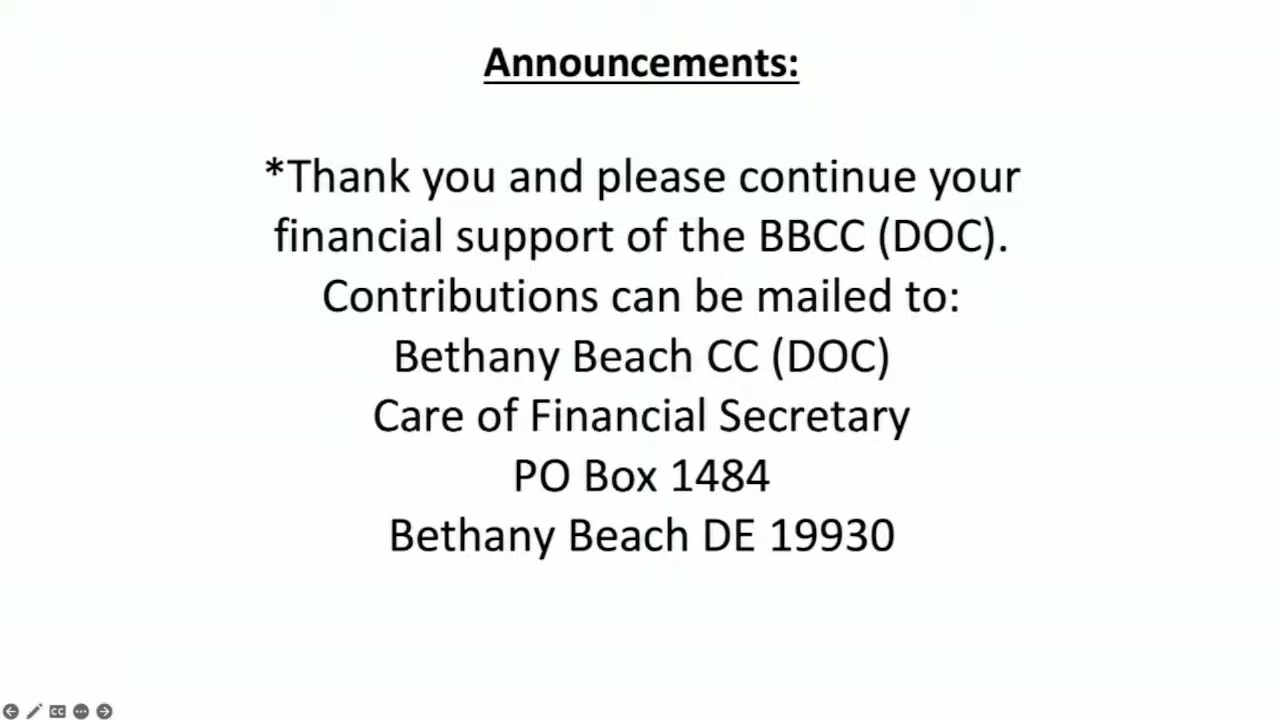 Announcements:
*Thank you and please continue your
financial support of the BBCC (DOC).
Contributions can be mailed to:
Bethany Beach CC (DOC)
Care of Financial Secretary
PO Box 1484
Bethany Beach DE 19930
CC